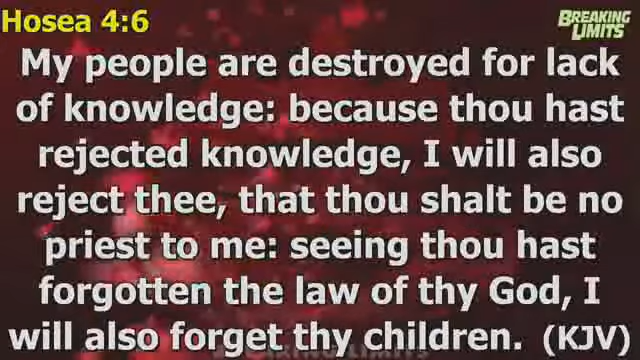 Hosea 4:6
BREAKING
LIMITS
My people are destroyed for lack
of knowledge: because thou hast
rejected knowledge, I will also
reject thee, that thou shalt be no
priest to me: seeing thou hast
forgotten the law of thy God, I
will also forget thy children. (KJV)